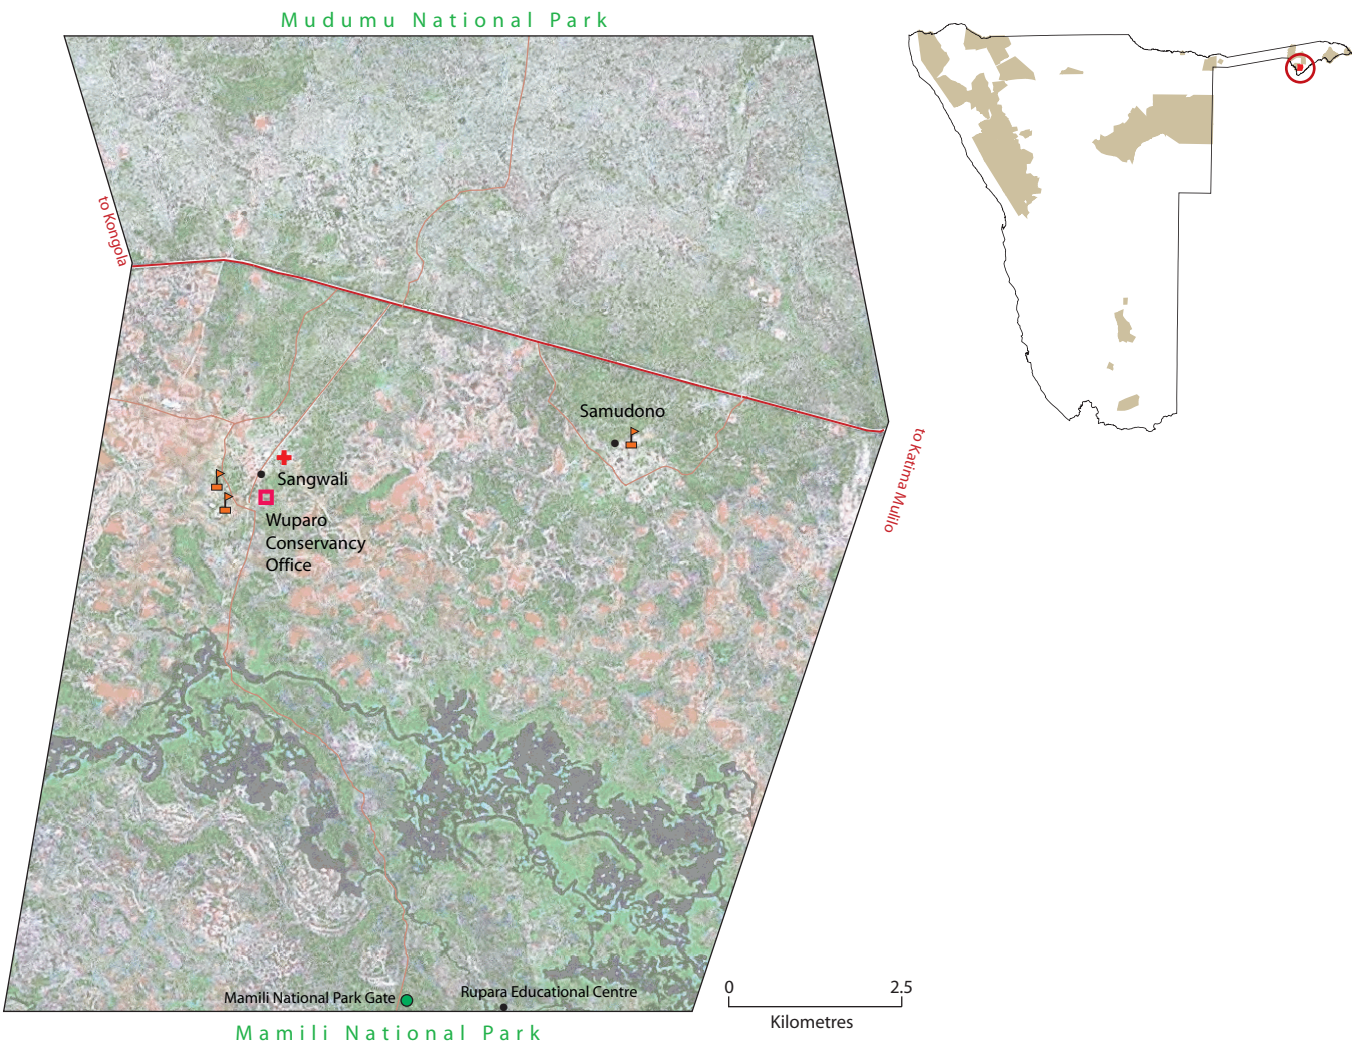 Mudumu National Park
to Kongola
Samudono
Sangwali
Wuparo
Conservancy
Office
to Katima Mulilo
Mamili National Park Gate
Rupara Educational Centre
0 2.5
Kilometres
Mamili National Park